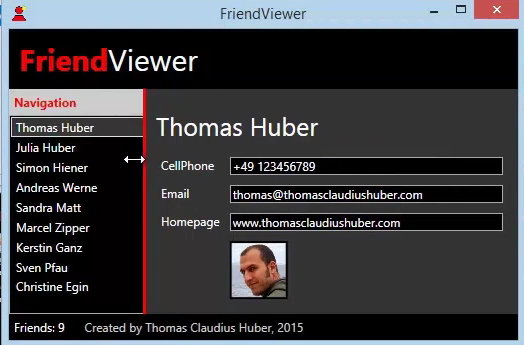 FriendViewer
FriendViewer
Navigation
Thomas Huber
Julia Huber
Simon Hiener
Andreas Werne
Sandra Matt
Marcel Zipper
Kerstin Ganz
Sven Pfau
Christine Egin
Thomas Huber
CellPhone +49 123456789
Email thomas@thomasclaudiushuber.com
Homepage www.thomasclaudiushuber.com
Friends: 9 Created by Thomas Claudius Huber, 2015